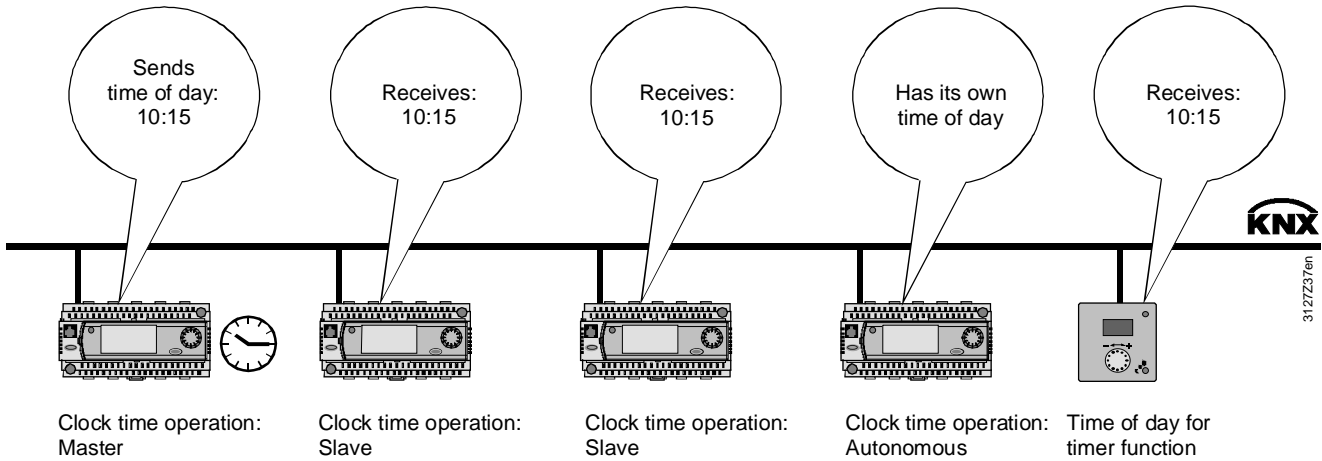 Sends
time of day:
10:15
Receives:
10:15
Receives:
10:15
Has its own
time of day
Receives:
10:15
KNX
3127Z37en
Clock time operation:
Master
Clock time operation:
Slave
Clock time operation:
Slave
Clock time operation:
Autonomous
Time of day for
timer function